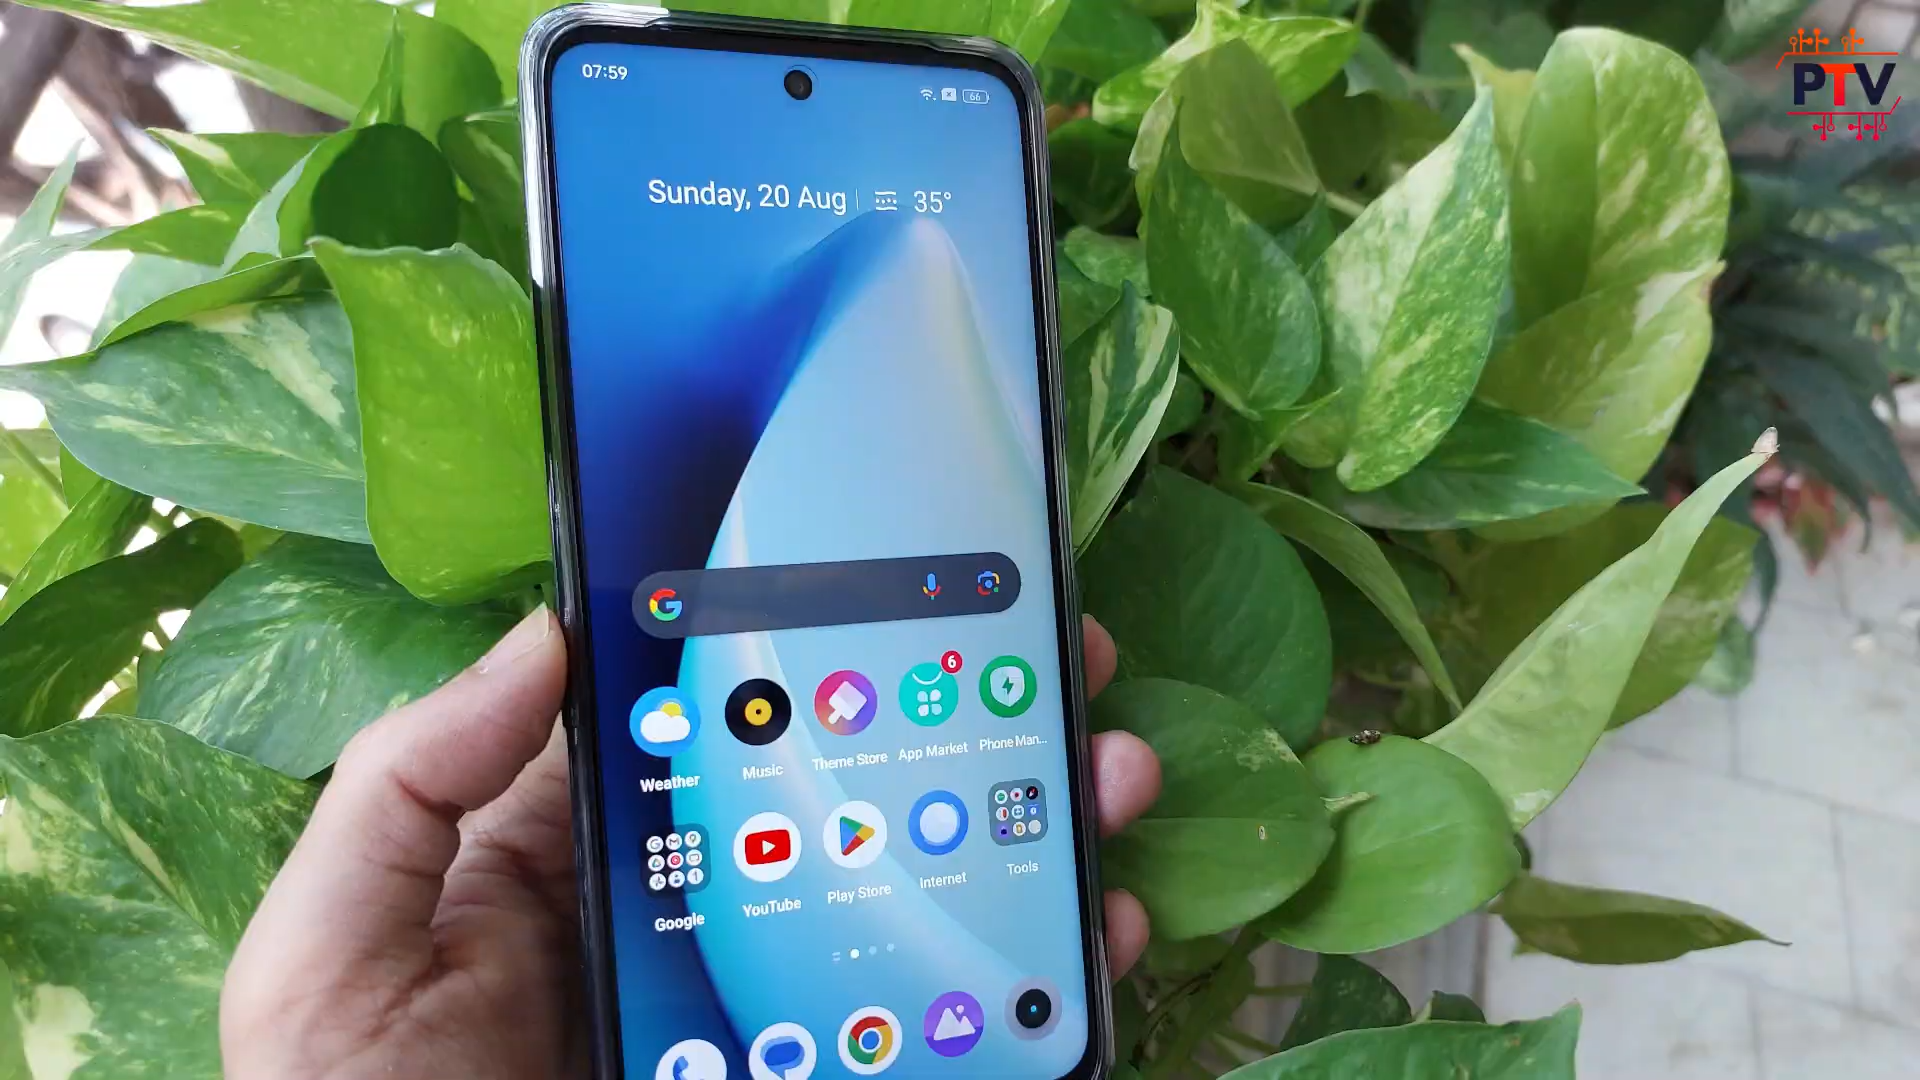 PTV
07:59
66
Sunday, 20 Aug 35°
6
Weather Music Theme Store App Market Phone Man...
Google YouTube Play Store Internet Tools